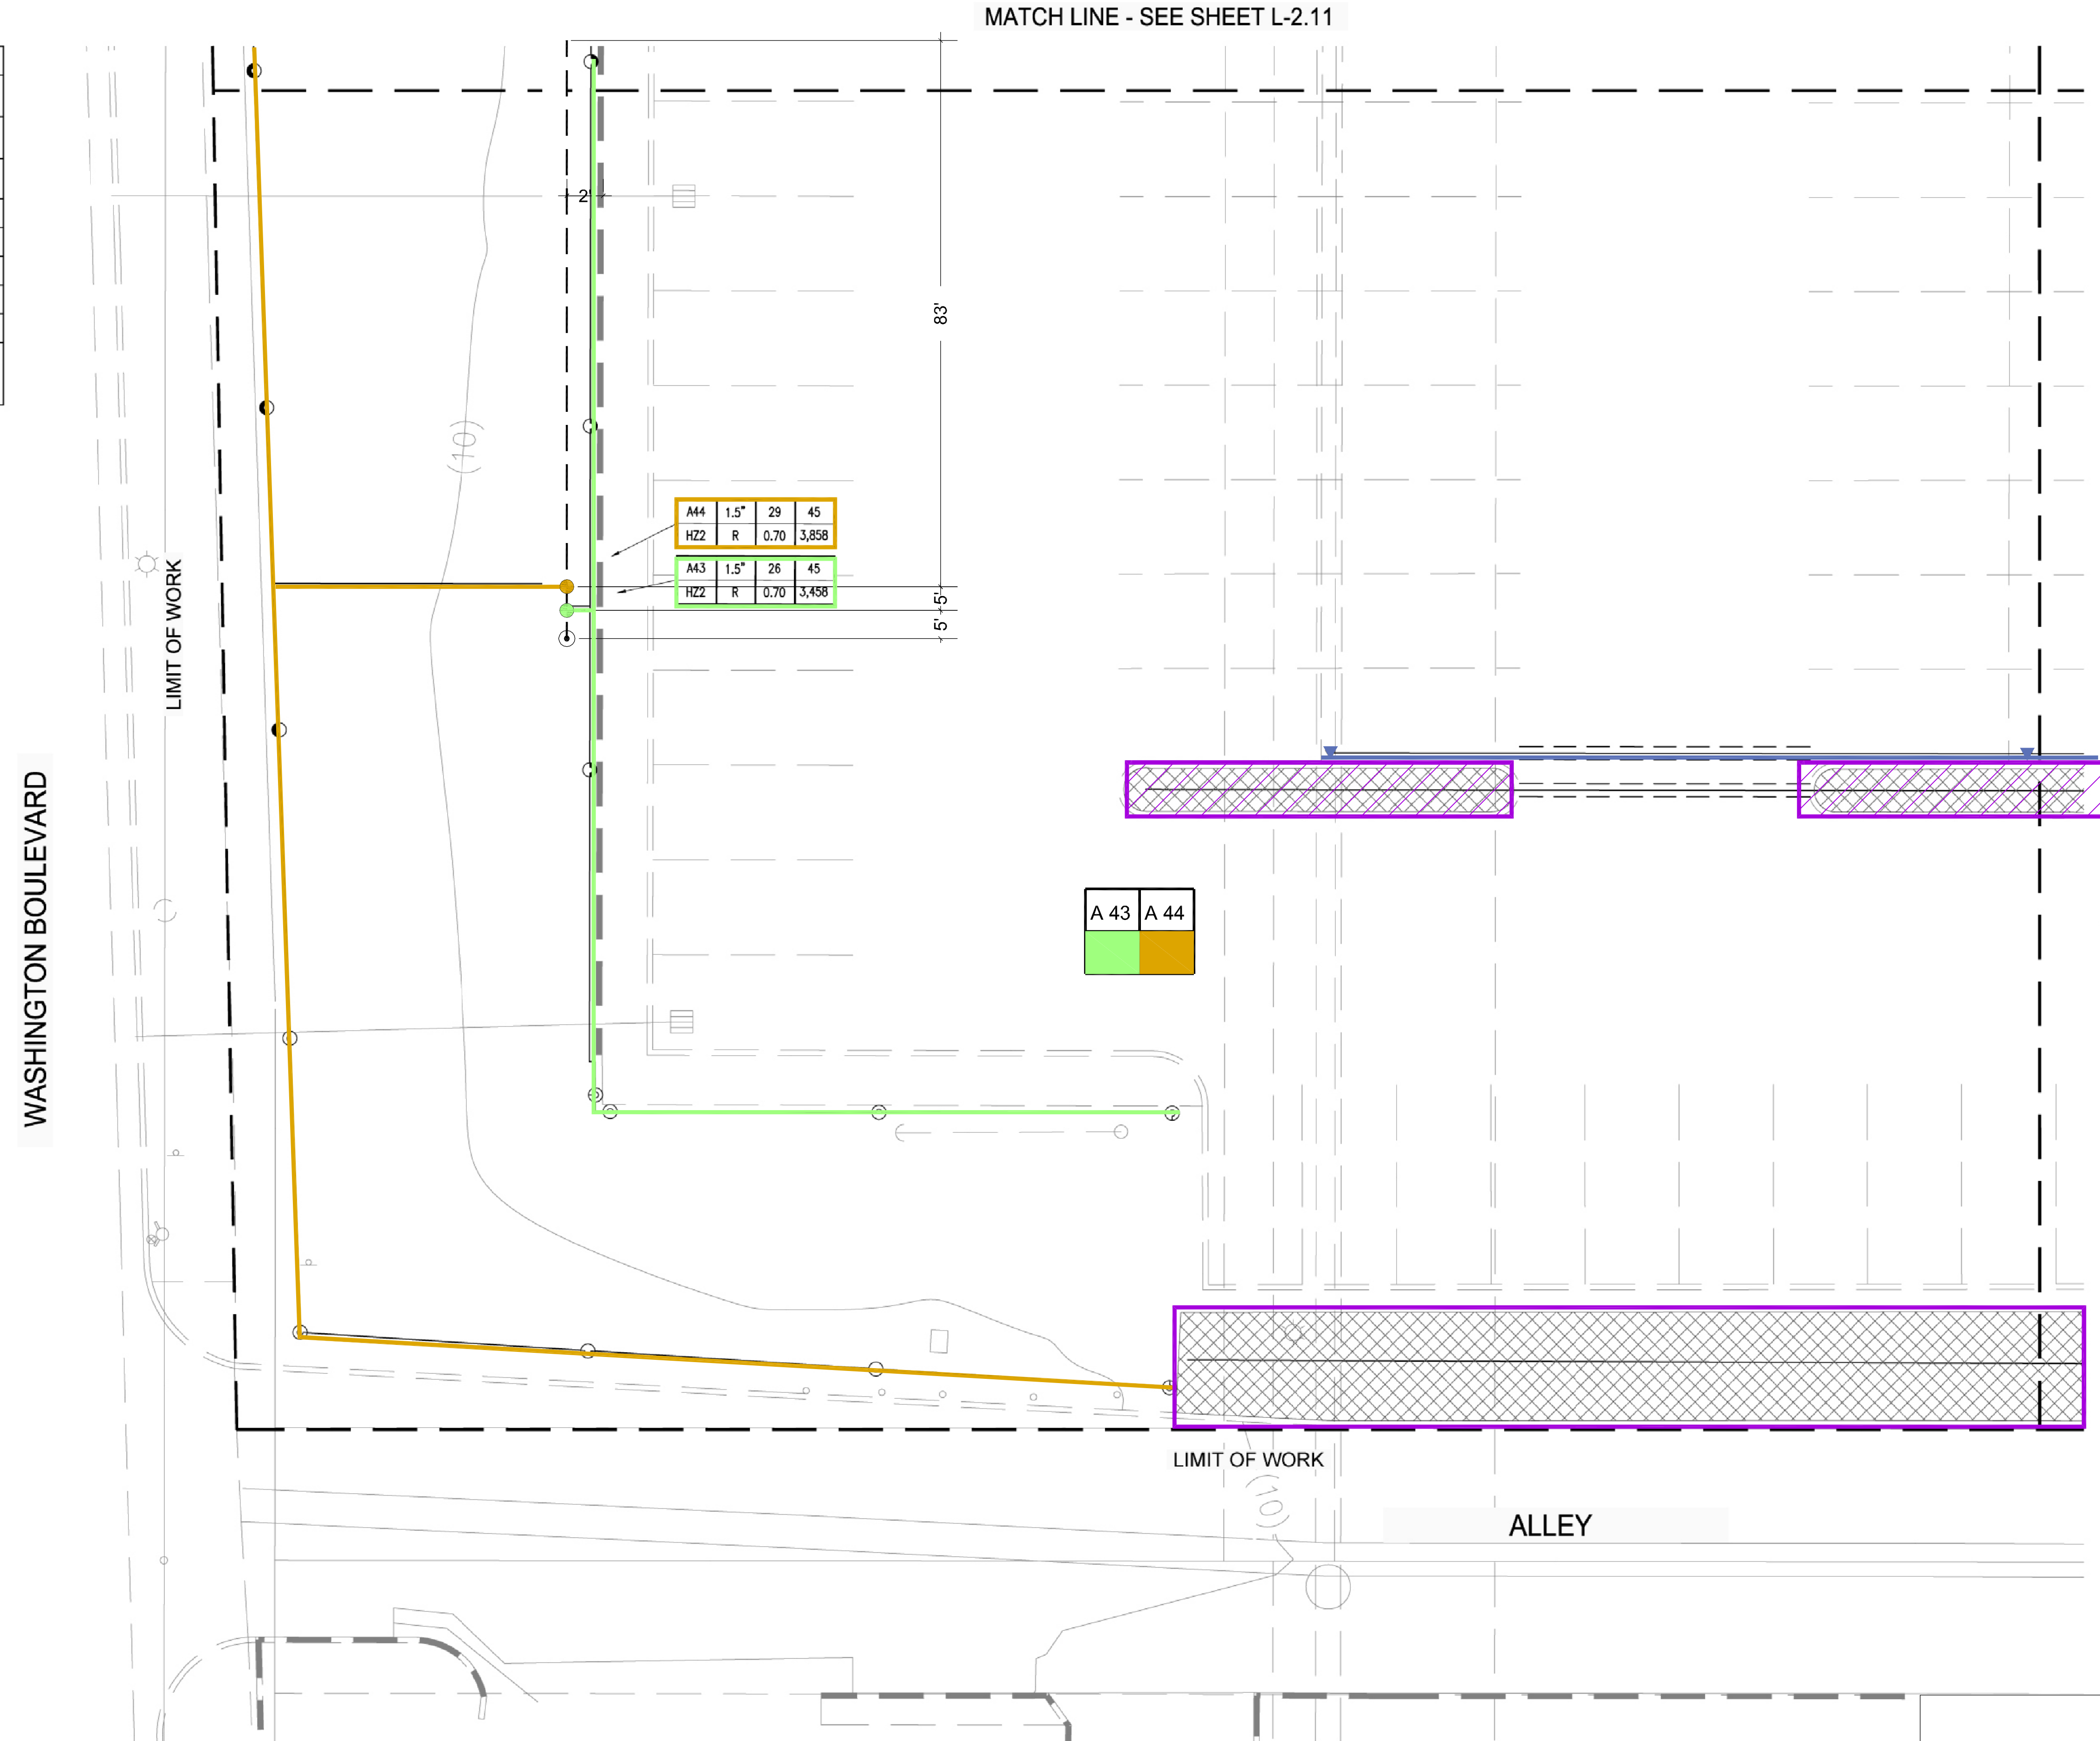 MATCH LINE - SEE SHEET L-2.11
2'
83'
(10)
A44 1.5" 29 45
HZ2 R 0.70 3,858
A43 1.5" 26 45
HZ2 R 0.70 3,458
5'
5'
LIMIT OF WORK
WASHINGTON BOULEVARD
A 43 A 44
LIMIT OF WORK
(10)
ALLEY